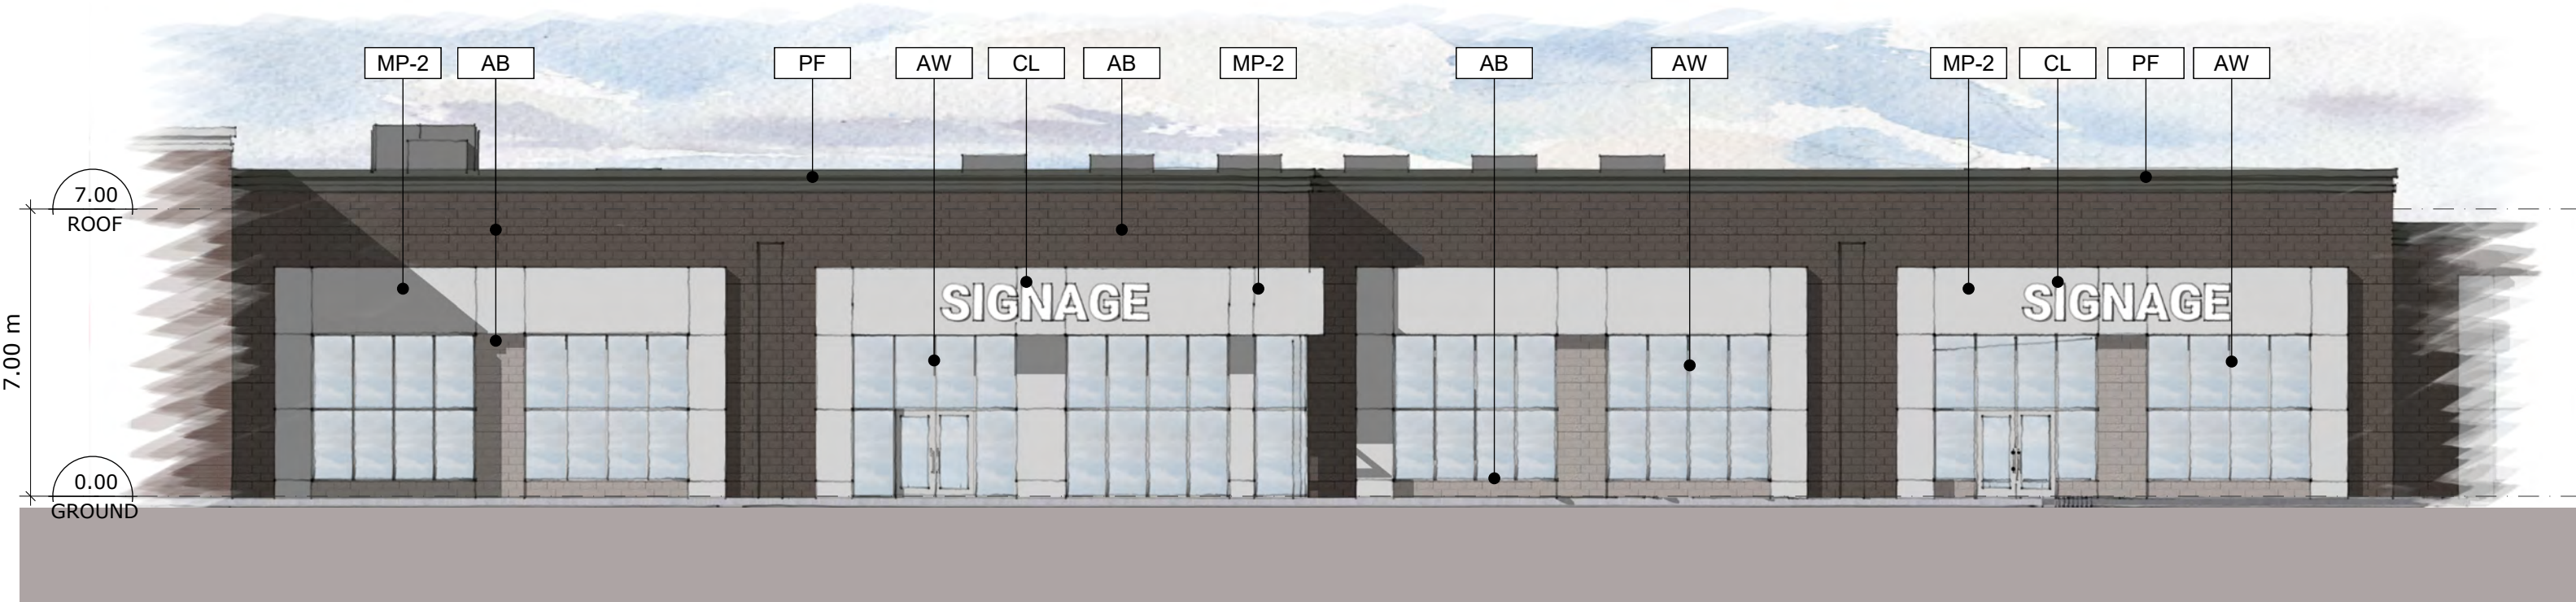 MP-2 AB PF AW CL AB MP-2 AB AW MP-2 CL PF AW
7.00
ROOF
SIGNAGE SIGNAGE
7.00 m
0.00
GROUND